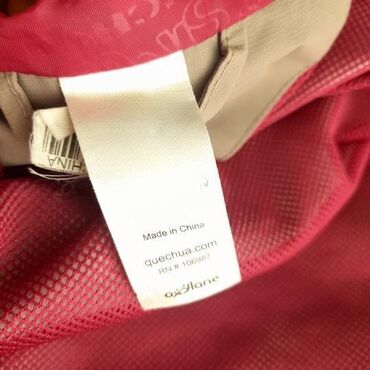 Made in China
quechua.com
RN # 106987
oxylane
CHINA